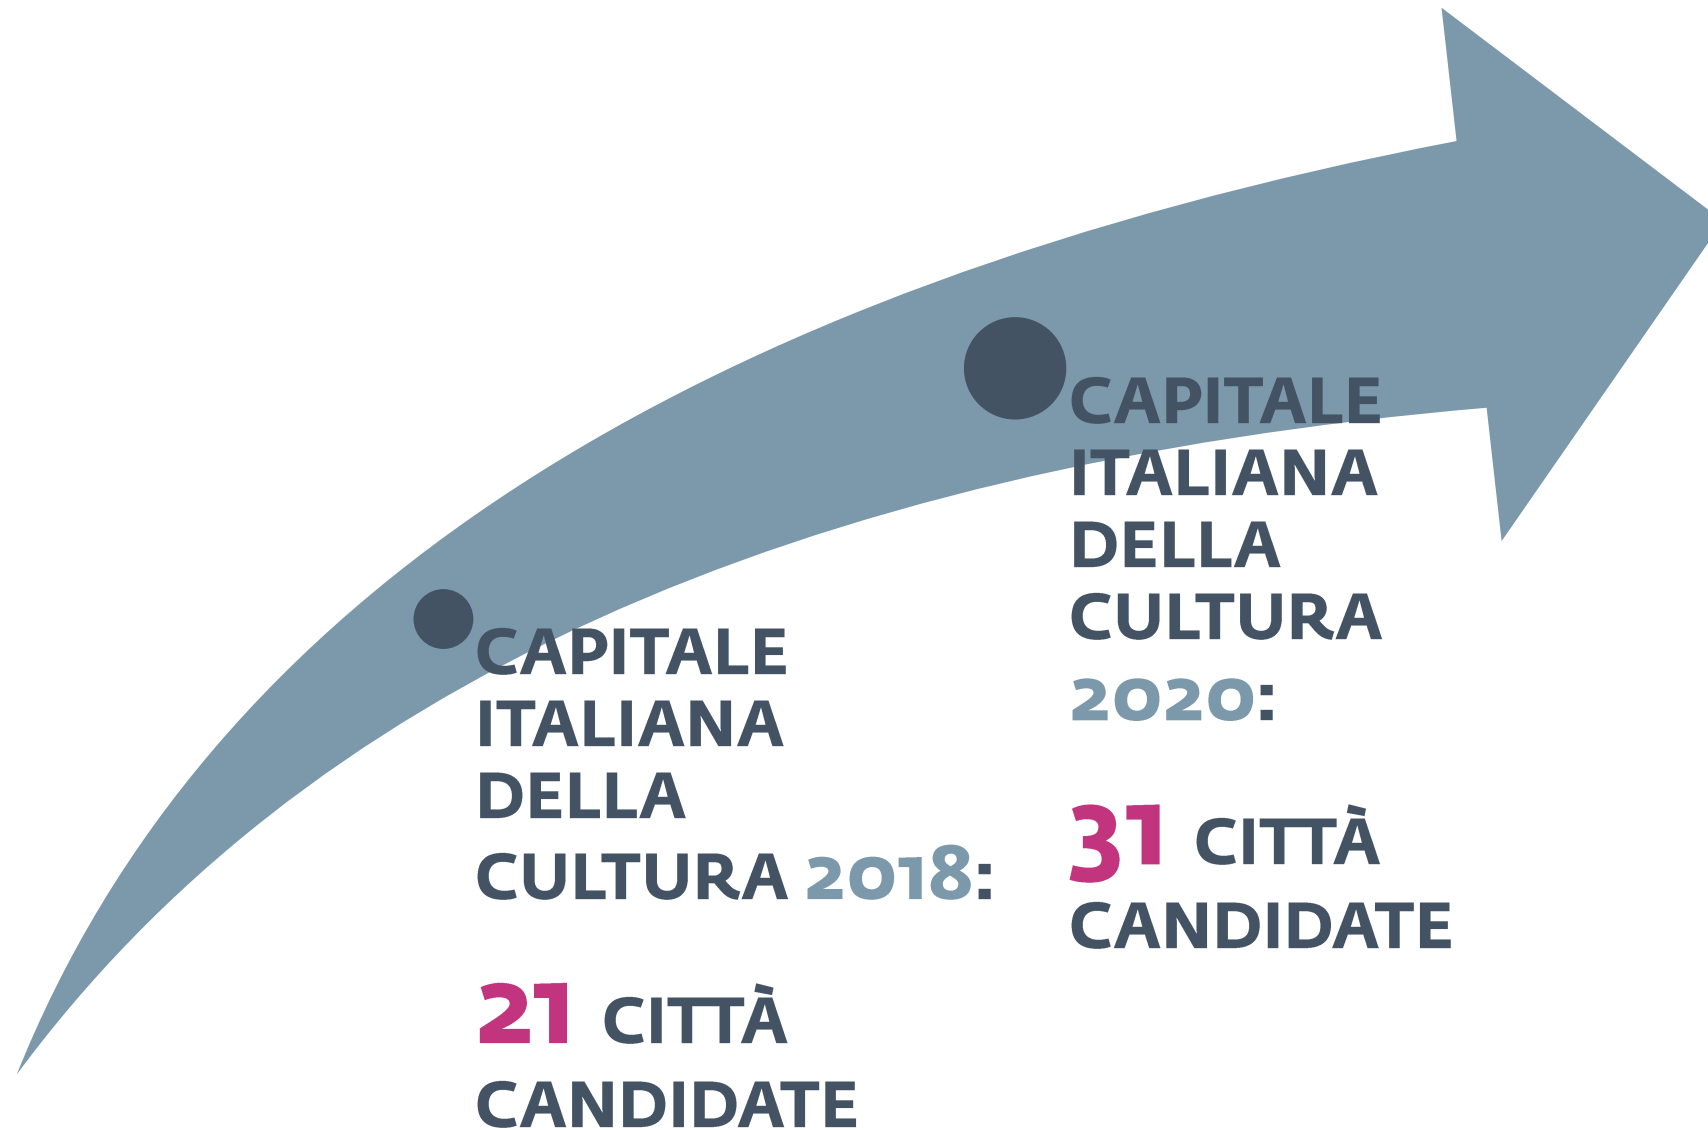 CAPITALE
ITALIANA
DELLA
CULTURA 2018:
21 CITTÀ
CANDIDATE
CAPITALE
ITALIANA
DELLA
CULTURA
2020:
31 CITTÀ
CANDIDATE